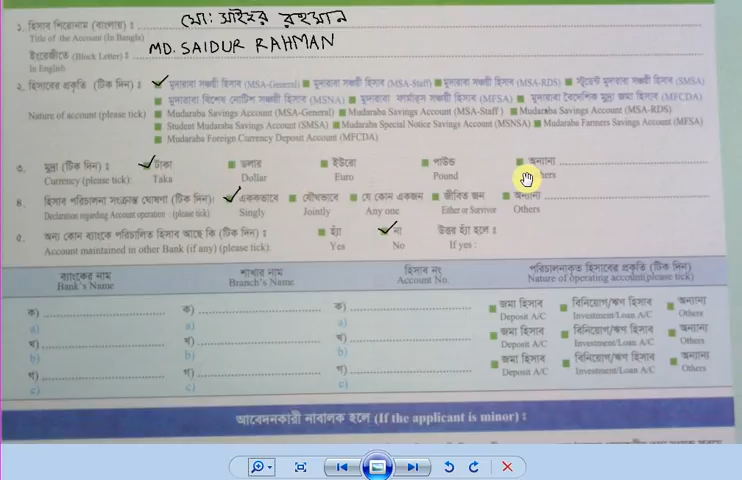 ১. হিসাব শিরোনাম (বাংলায়) : মো: সাইদুর রহমান
Title of the Account (In Bangla)
ইংরেজীতে (Block Letter) : MD. SAIDUR RAHMAN
In English
২. হিসাবের প্রকৃতি (টিক দিন) : মুদারাবা সঞ্চয়ী হিসাব (MSA-General) মুদারাবা সঞ্চয়ী হিসাব (MSA-Staff) মুদারাবা সঞ্চয়ী হিসাব (MSA-RDS) স্টুডেন্ট মুদারাবা সঞ্চয়ী হিসাব (SMSA)
মুদারাবা বিশেষ নোটিশ সঞ্চয়ী হিসাব (MSNA) মুদারাবা ফার্মারস সঞ্চয়ী হিসাব (MFSA) মুদারাবা বৈদেশিক মুদ্রা জমা হিসাব (MFCDA)
Nature of account (please tick) Mudaraba Savings Account (MSA-General) Mudaraba Savings Account (MSA-Staff) Mudaraba Savings Account (MSA-RDS)
Student Mudaraba Savings Account (SMSA) Mudaraba Special Notice Savings Account (MSNSA) Mudaraba Farmers Savings Account (MFSA)
Mudaraba Foreign Currency Deposit Account (MFCDA)
৩. মুদ্রা (টিক দিন) : টাকা ডলার ইউরো পাউন্ড অন্যান্য
Currency (please tick) : Taka Dollar Euro Pound
৪. হিসাব পরিচালনা সংক্রান্ত ঘোষণা (টিক দিন)। এককভাবে যৌথভাবে যে কোন একজন জীবিত জন অন্যান্য
Declaration regarding Account operation (please tick) Singly Jointly Any one Either or Survivor Others
৫. অন্য কোন ব্যাংকে পরিচালিত হিসাব আছে কি (টিক দিন): হ্যাঁ না উত্তর হ্যাঁ হলে :
Account maintained in other Bank (if any) (please tick): Yes No If yes :
ব্যাংকের নাম শাখার নাম হিসাব নং পরিচালনাকৃত হিসাবের প্রকৃতি (টিক দিন)
Bank's Name Branch's Name Account No. Nature of operating account(please tick)
ক) ক) ক) জমা হিসাব বিনিয়োগ/ঋণ হিসাব অন্যান্য
a) a) a) Deposit A/C Investment/Loan A/C Others
খ) খ) খ) জমা হিসাব বিনিয়োগ/ঋণ হিসাব অন্যান্য
b) b) b) Deposit A/C Investment/Loan A/C Others
গ) গ) গ) জমা হিসাব বিনিয়োগ/ঋণ হিসাব অন্যান্য
c) c) c) Deposit A/C Investment/Loan A/C Others
আবেদনকারী নাবালক হলে (If the applicant is minor) :